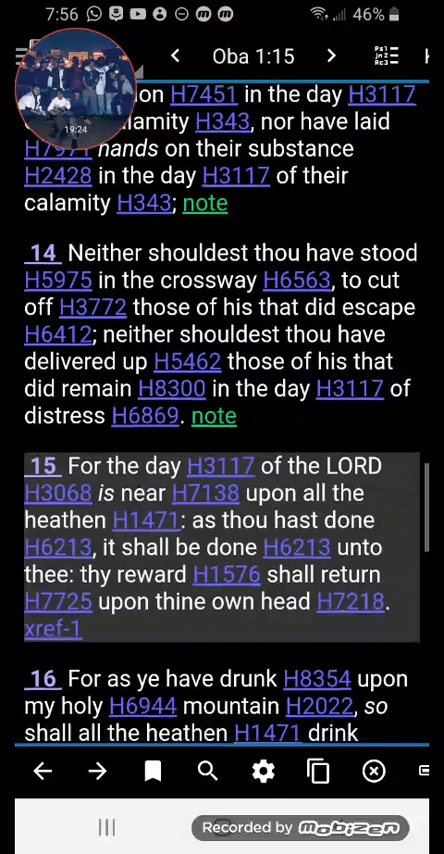 7:56 46%
Oba 1:15
19:24
on H7451 in the day H3117
lamity H343, nor have laid
H7971 hands on their substance
H2428 in the day H3117 of their
calamity H343; note
14 Neither shouldest thou have stood
H5975 in the crossway H6563, to cut
off H3772 those of his that did escape
H6412; neither shouldest thou have
delivered up H5462 those of his that
did remain H8300 in the day H3117 of
distress H6869. note
15 For the day H3117 of the LORD
H3068 is near H7138 upon all the
heathen H1471: as thou hast done
H6213, it shall be done H6213 unto
thee: thy reward H1576 shall return
H7725 upon thine own head H7218.
xref-1
16 For as ye have drunk H8354 upon
my holy H6944 mountain H2022, so
shall all the heathen H1471 drink
Recorded by Mobizen